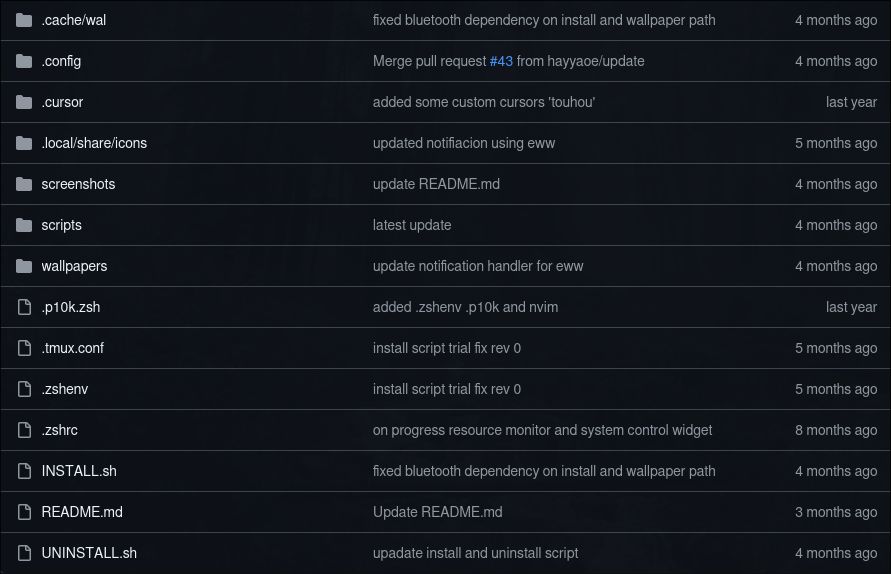 .cache/wal fixed bluetooth dependency on install and wallpaper path 4 months ago
.config Merge pull request #43 from hayyaoe/update 4 months ago
.cursor added some custom cursors 'touhou' last year
.local/share/icons updated notifiacion using eww 5 months ago
screenshots update README.md 4 months ago
scripts latest update 4 months ago
wallpapers update notification handler for eww 4 months ago
.p10k.zsh added .zshenv .p10k and nvim last year
.tmux.conf install script trial fix rev 0 5 months ago
.zshenv install script trial fix rev 0 5 months ago
.zshrc on progress resource monitor and system control widget 8 months ago
INSTALL.sh fixed bluetooth dependency on install and wallpaper path 4 months ago
README.md Update README.md 3 months ago
UNINSTALL.sh upadate install and uninstall script 4 months ago